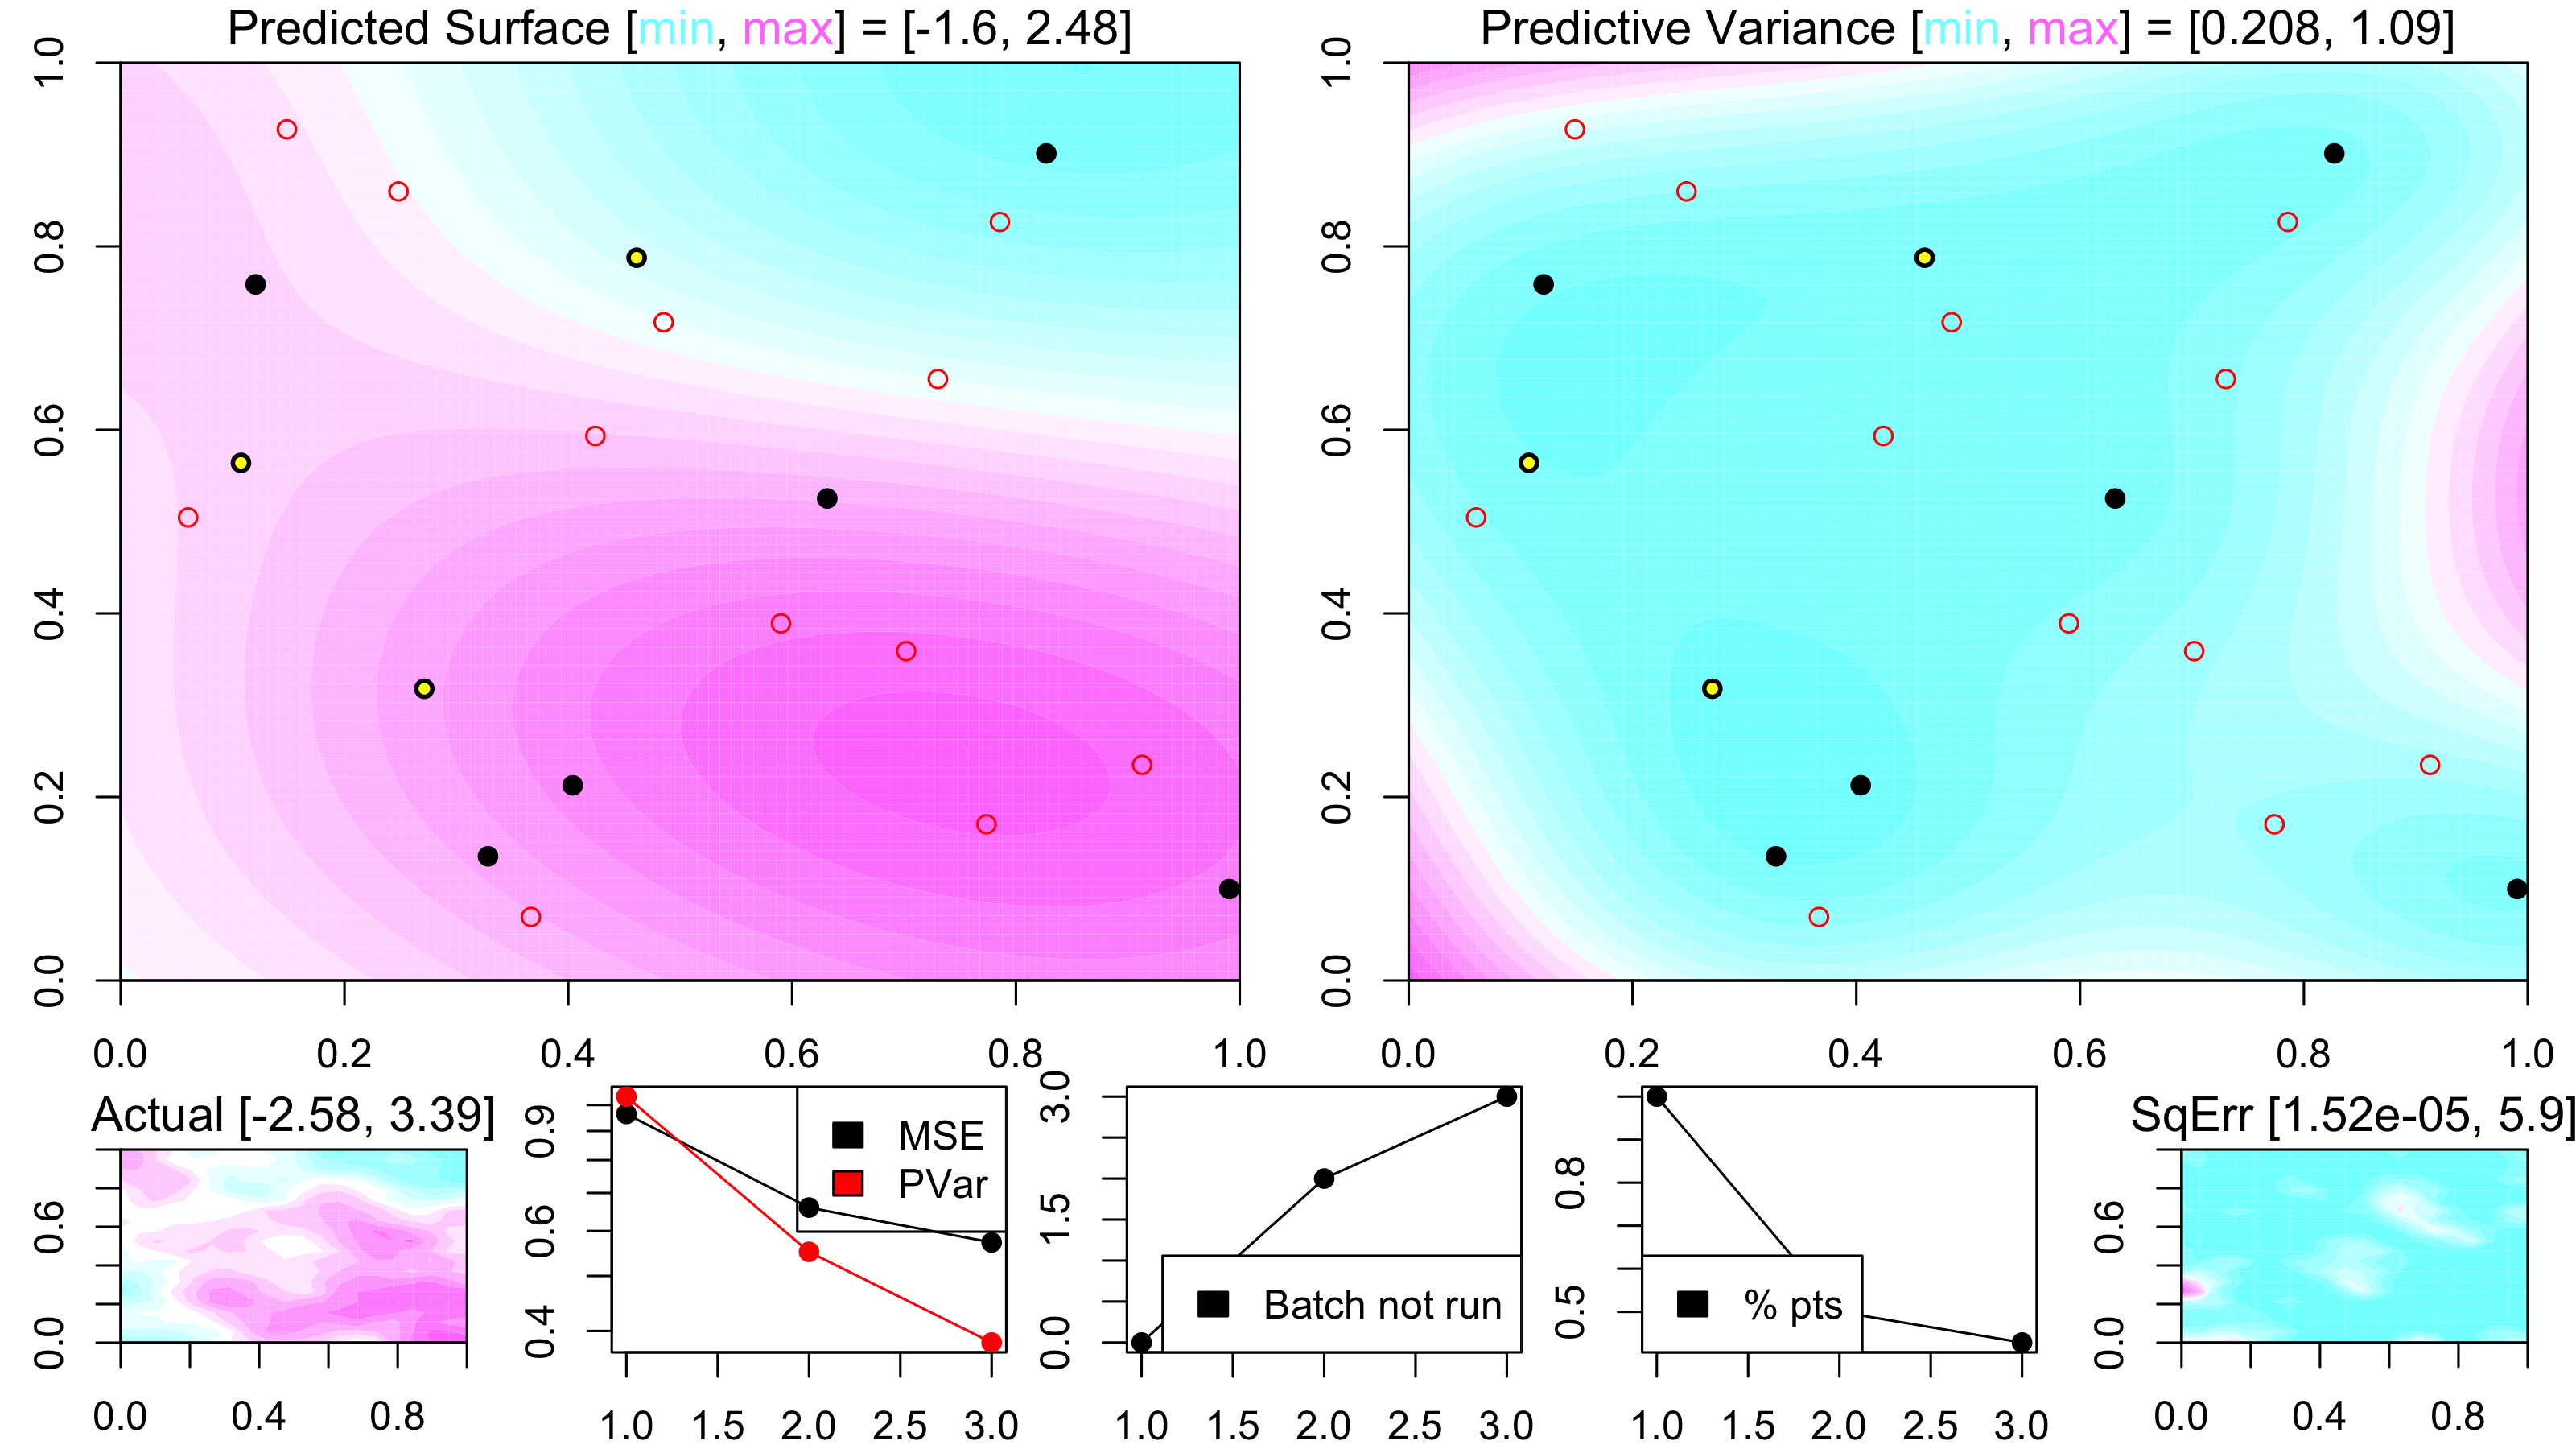 Predicted Surface [min, max] = [-1.6, 2.48]
Predictive Variance [min, max] = [0.208, 1.09]
1.0
0.8
0.6
0.4
0.2
0.0
0.0 0.2 0.4 0.6 0.8 1.0
1.0
0.8
0.6
0.4
0.2
0.0
0.0 0.2 0.4 0.6 0.8 1.0
Actual [-2.58, 3.39]
0.6
0.0
0.0 0.4 0.8
0.9
0.6
0.4
MSE
PVar
1.0 1.5 2.0 2.5 3.0
3.0
1.5
0.0
Batch not run
1.0 1.5 2.0 2.5 3.0
0.8
0.5
% pts
1.0 1.5 2.0 2.5 3.0
SqErr [1.52e-05, 5.9]
0.6
0.0
0.0 0.4 0.8